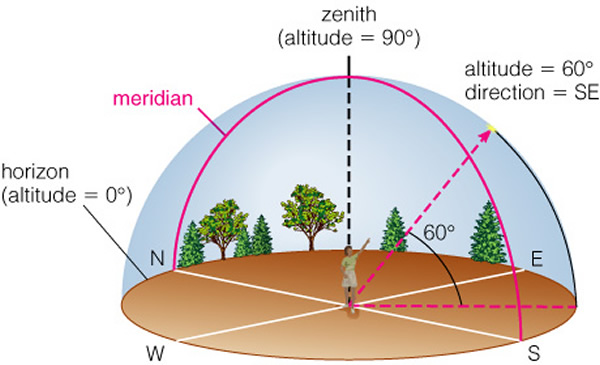 zenith
(altitude = 90°)
altitude = 60°
direction = SE
meridian
horizon
(altitude = 0°)
N
60°
E
W
S